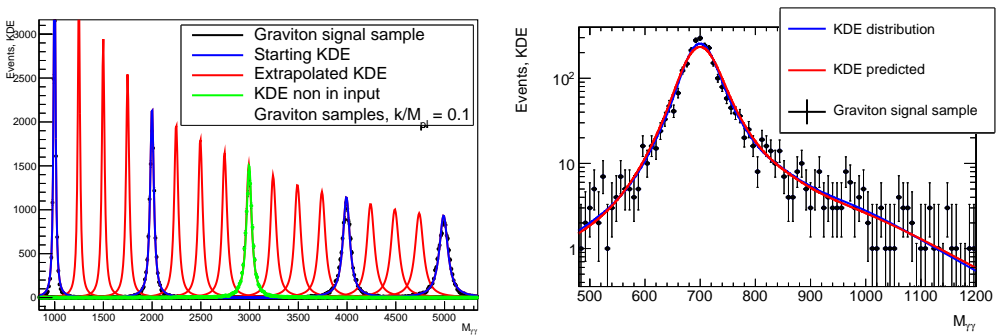 Events, KDE
3000
2500
2000
1500
1000
500
0
Graviton signal sample
Starting KDE
Extrapolated KDE
KDE non in input
Graviton samples, k/M_pl = 0.1
1000 1500 2000 2500 3000 3500 4000 4500 5000
M_γγ
Events, KDE
10²
10
1
KDE distribution
KDE predicted
Graviton signal sample
500 600 700 800 900 1000 1100 1200
M_γγ